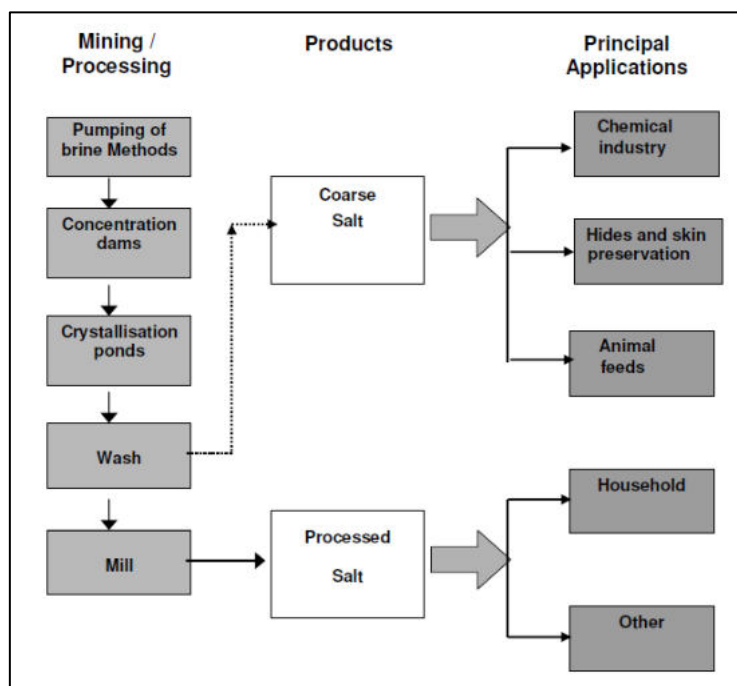 Mining /
Processing
Products
Principal
Applications
Pumping of
brine Methods
Concentration
dams
Crystallisation
ponds
Wash
Mill
Coarse
Salt
Processed
Salt
Chemical
industry
Hides and skin
preservation
Animal
feeds
Household
Other